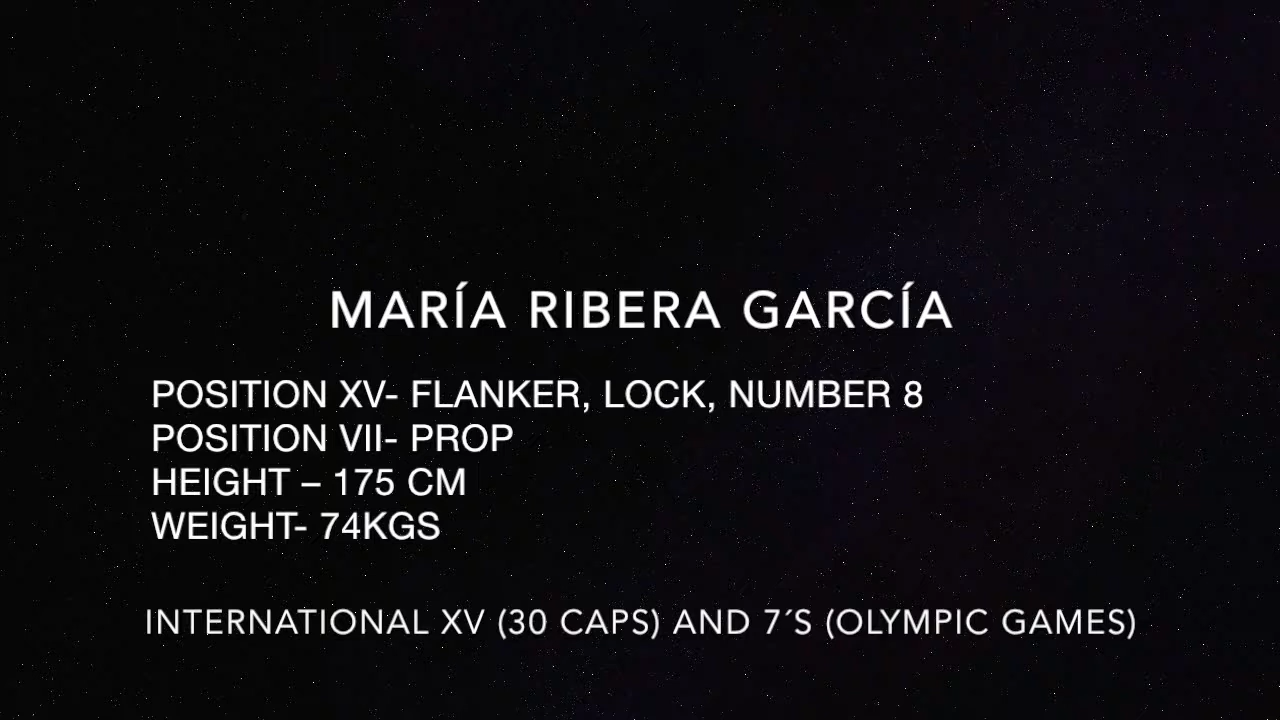 MARÍA RIBERA GARCÍA
POSITION XV- FLANKER, LOCK, NUMBER 8
POSITION VII- PROP
HEIGHT – 175 CM
WEIGHT- 74KGS
INTERNATIONAL XV (30 CAPS) AND 7´S (OLYMPIC GAMES)